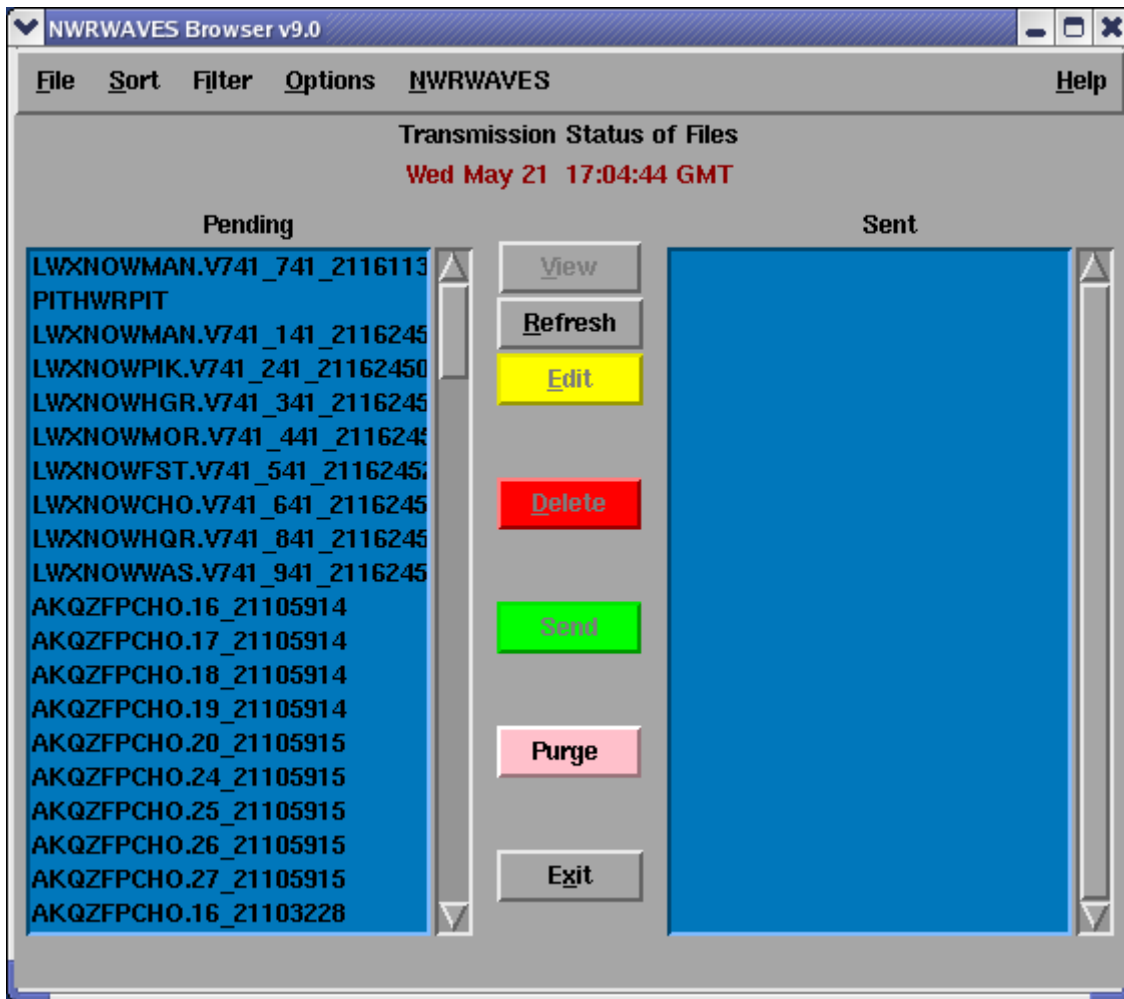 NWRWAVES Browser v9.0
File Sort Filter Options NWRWAVES Help
Transmission Status of Files
Wed May 21 17:04:44 GMT
Pending
LWXNOWMAN.V741_741_2116113
PITHWRPIT
LWXNOWMAN.V741_141_2116245
LWXNOWPIK.V741_241_21162450
LWXNOWHGR.V741_341_2116245
LWXNOWMOR.V741_441_2116245
LWXNOWFST.V741_541_21162452
LWXNOWCHO.V741_641_2116245
LWXNOWHQR.V741_841_2116245
LWXNOWWAS.V741_941_2116245
AKQZFPCHO.16_21105914
AKQZFPCHO.17_21105914
AKQZFPCHO.18_21105914
AKQZFPCHO.19_21105914
AKQZFPCHO.20_21105915
AKQZFPCHO.24_21105915
AKQZFPCHO.25_21105915
AKQZFPCHO.26_21105915
AKQZFPCHO.27_21105915
AKQZFPCHO.16_21103228
View
Refresh
Edit
Delete
Send
Purge
Exit
Sent